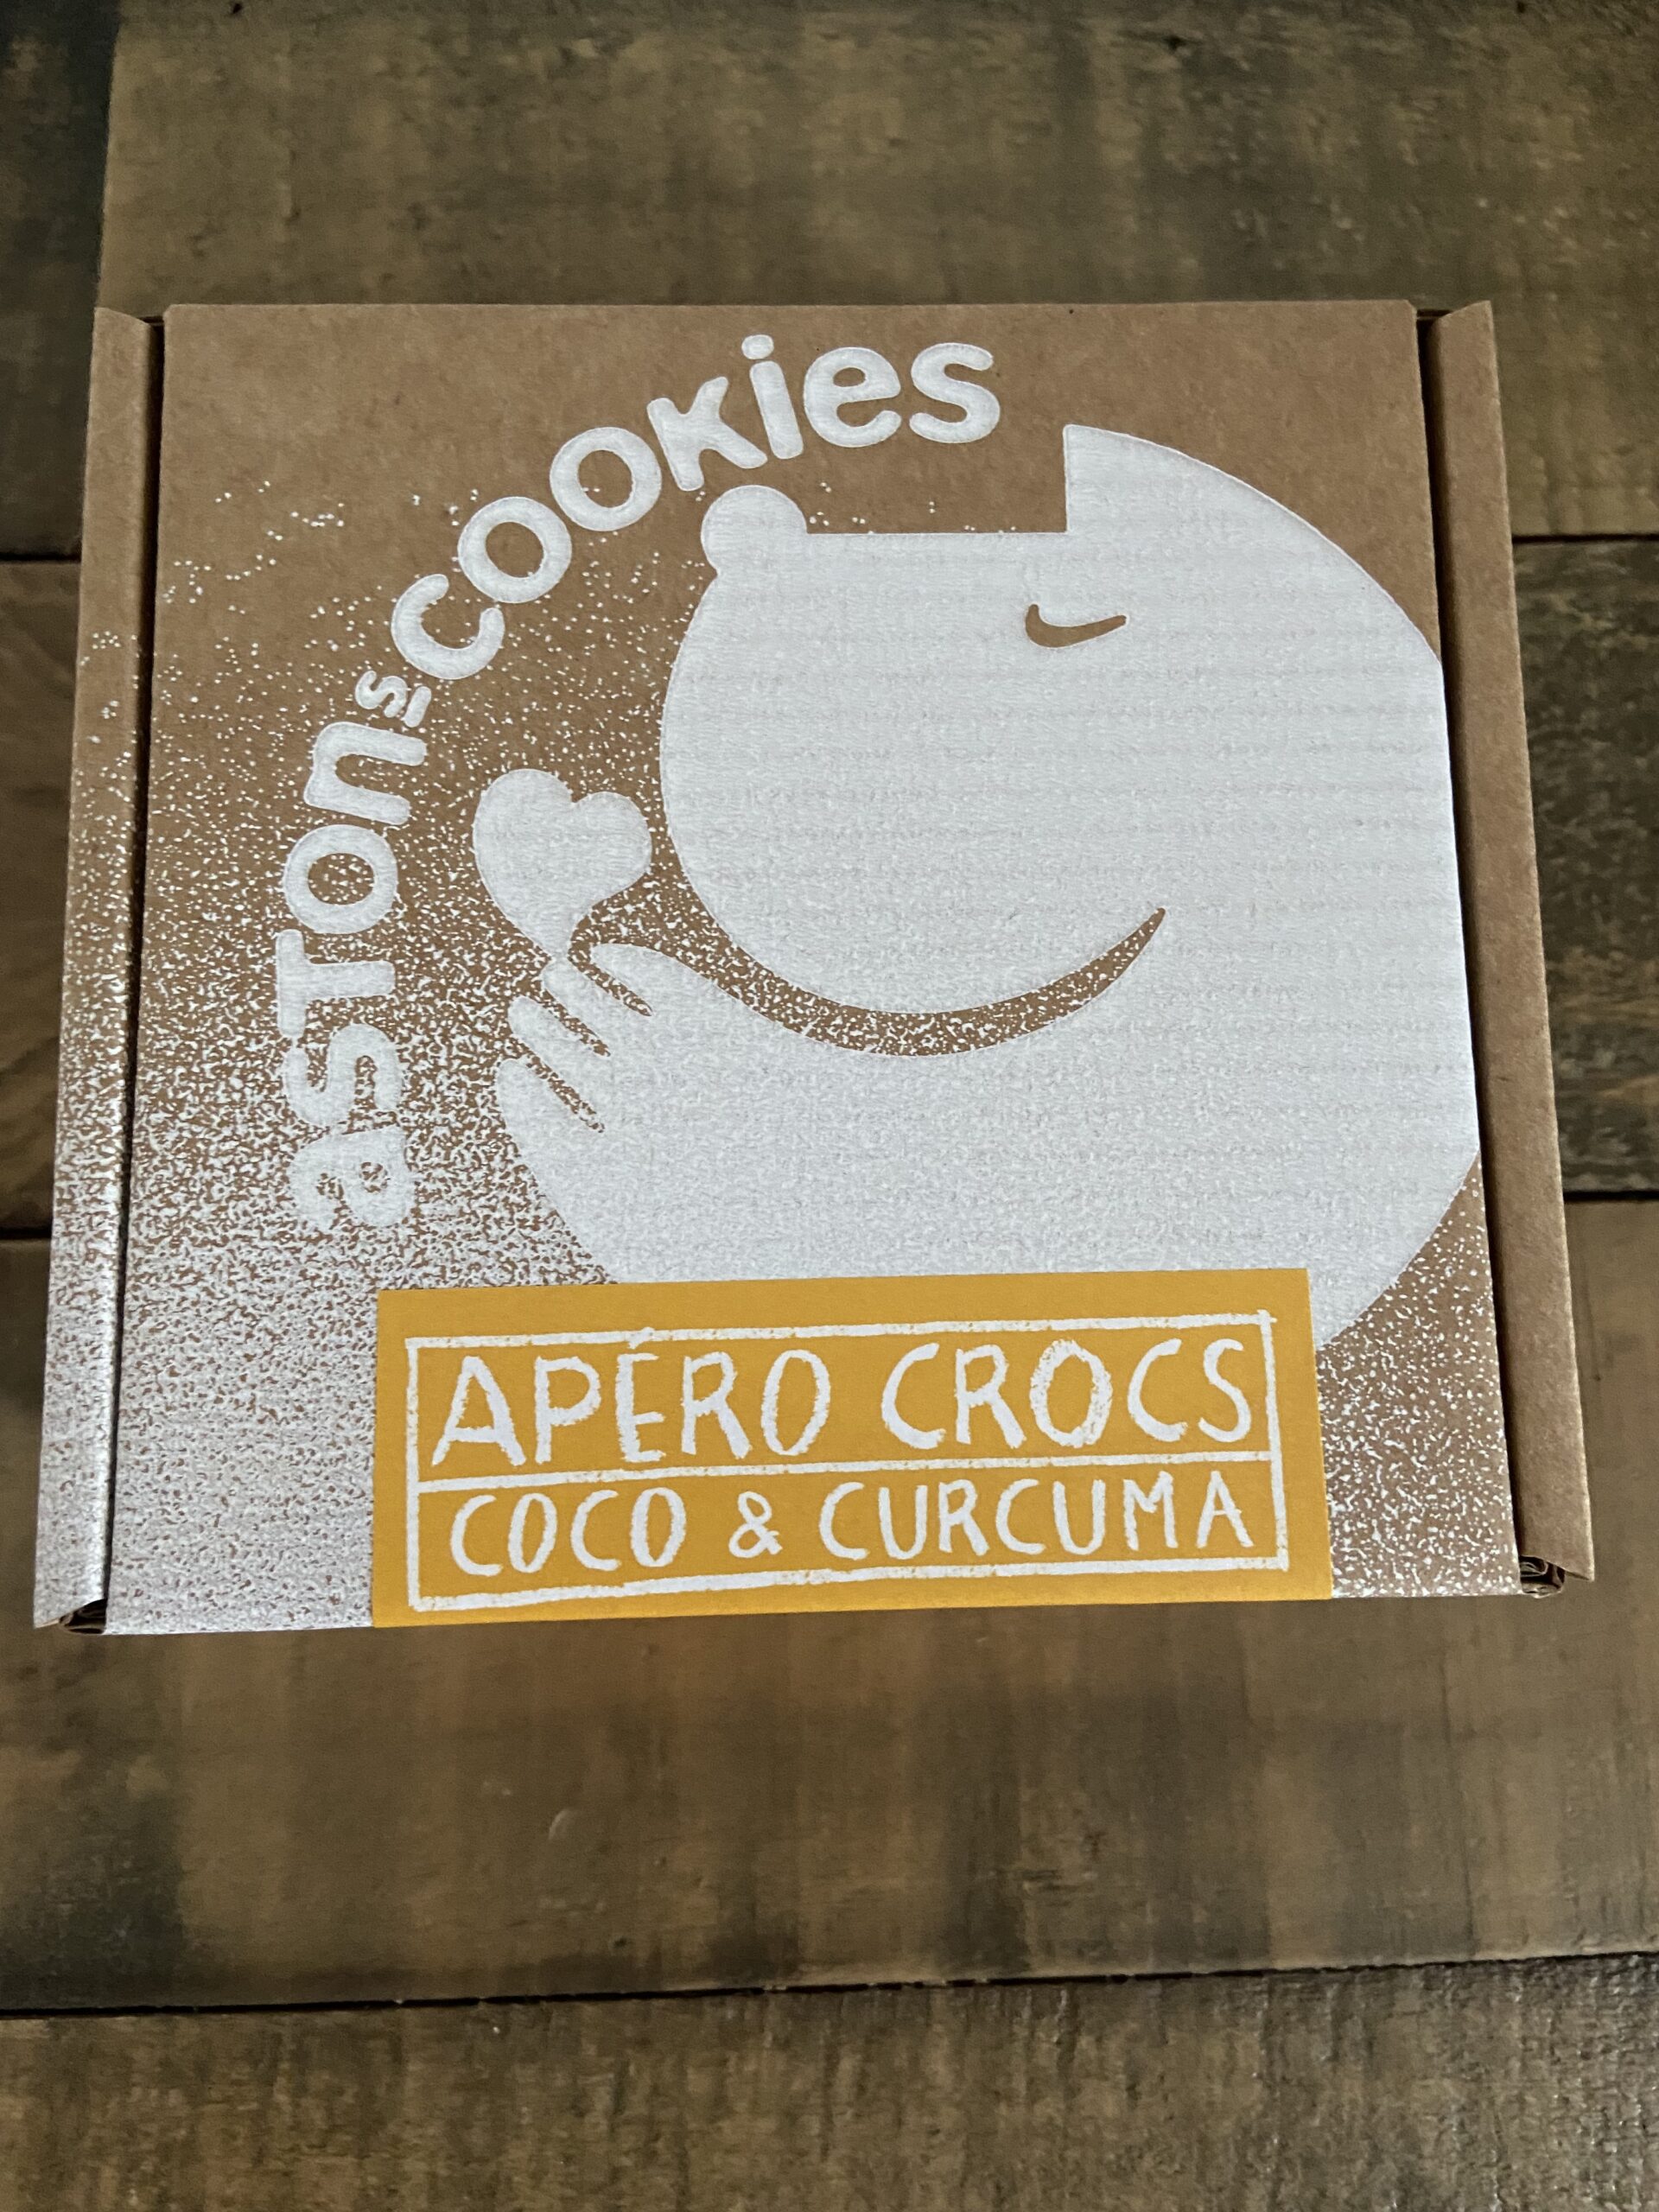 asTon's cookies
APÉRO CROCS
COCO & CURCUMA